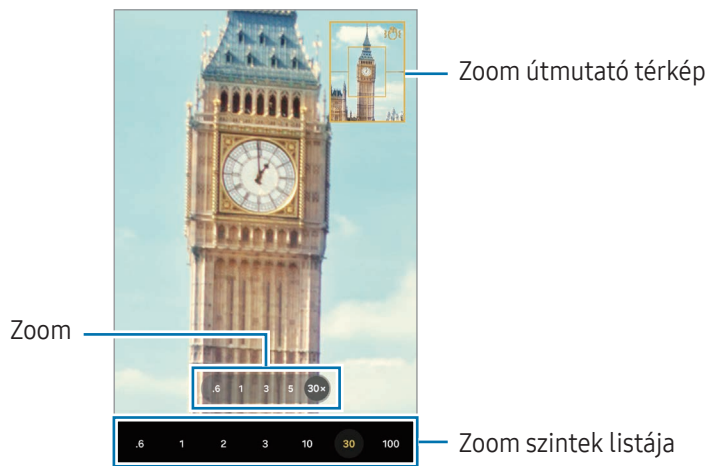 Zoom útmutató térkép
Zoom
.6 1 3 5 30×
.6 1 2 3 10 30 100
Zoom szintek listája